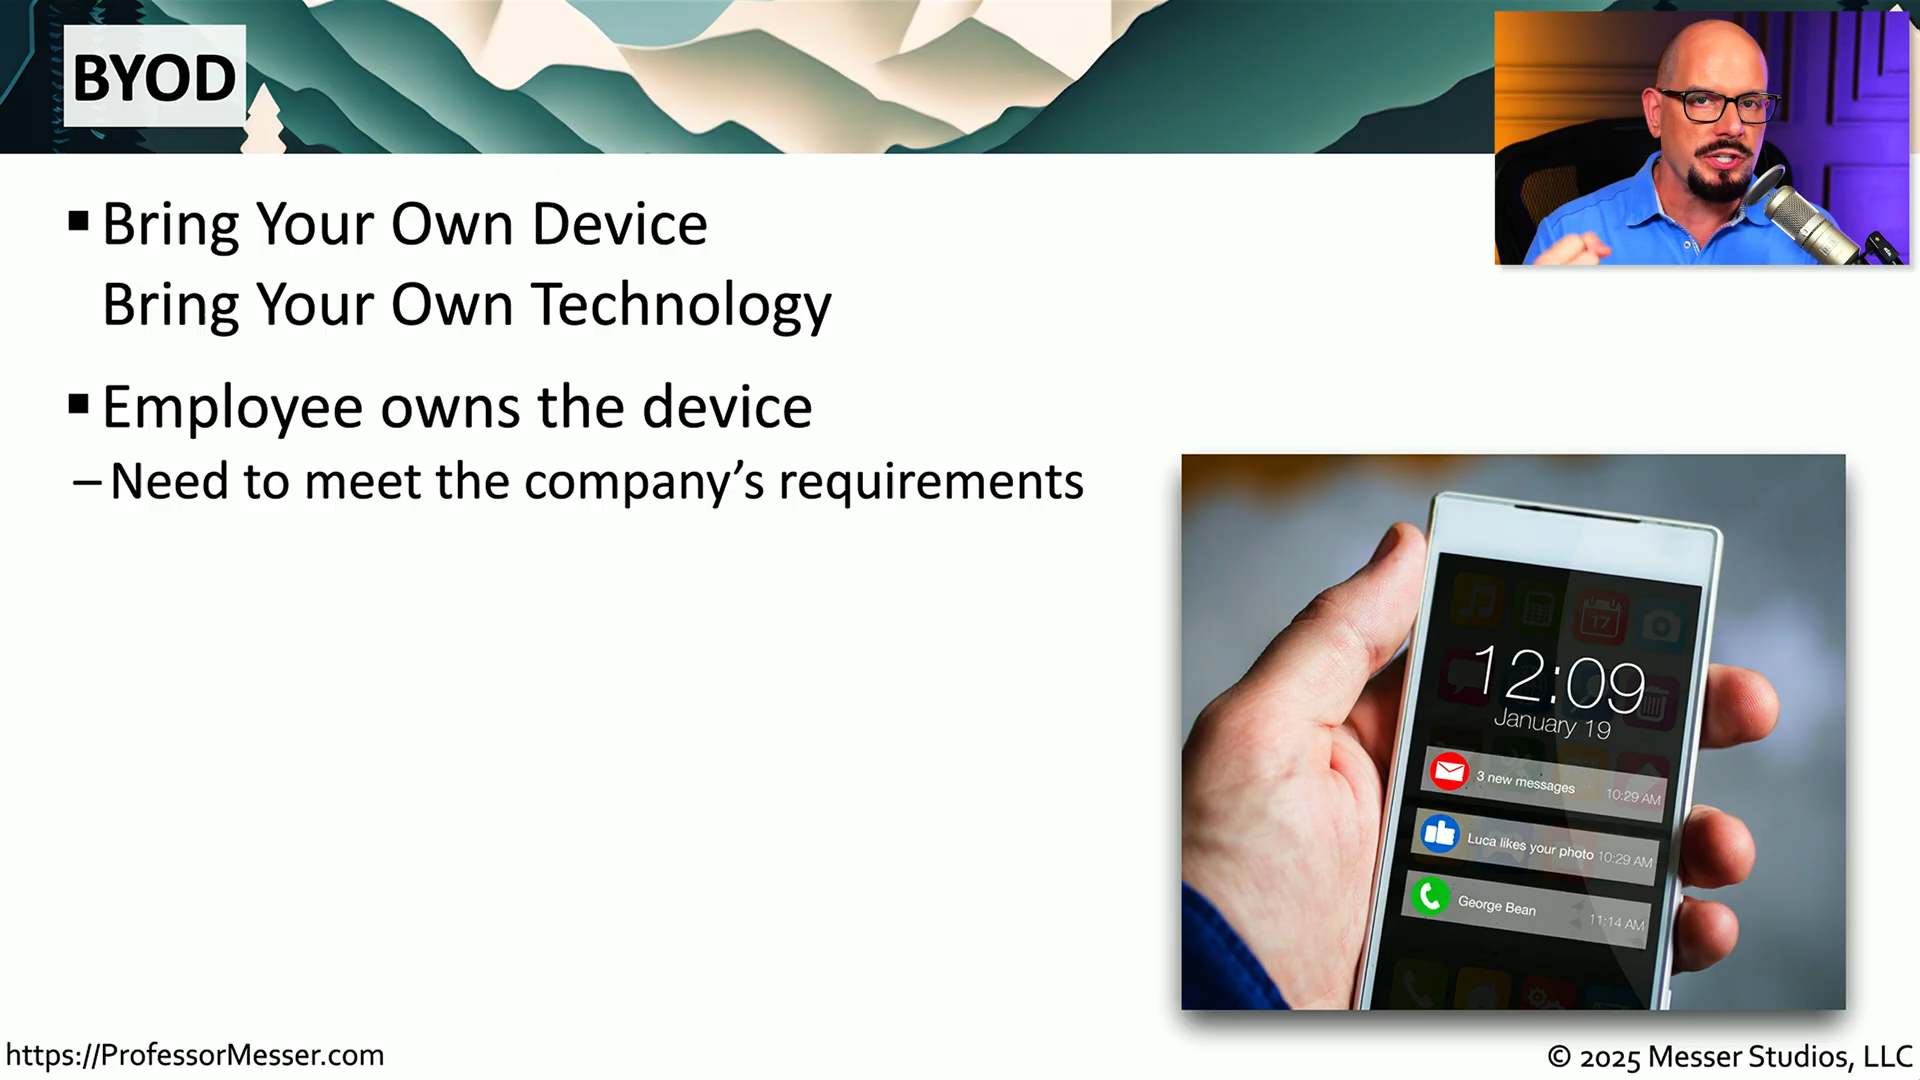 BYOD
Bring Your Own Device
Bring Your Own Technology
Employee owns the device
– Need to meet the company's requirements
12:09
January 19
3 new messages 10:29 AM
Luca likes your photo 10:29 AM
George Bean 11:14 AM
17
https://ProfessorMesser.com
© 2025 Messer Studios, LLC